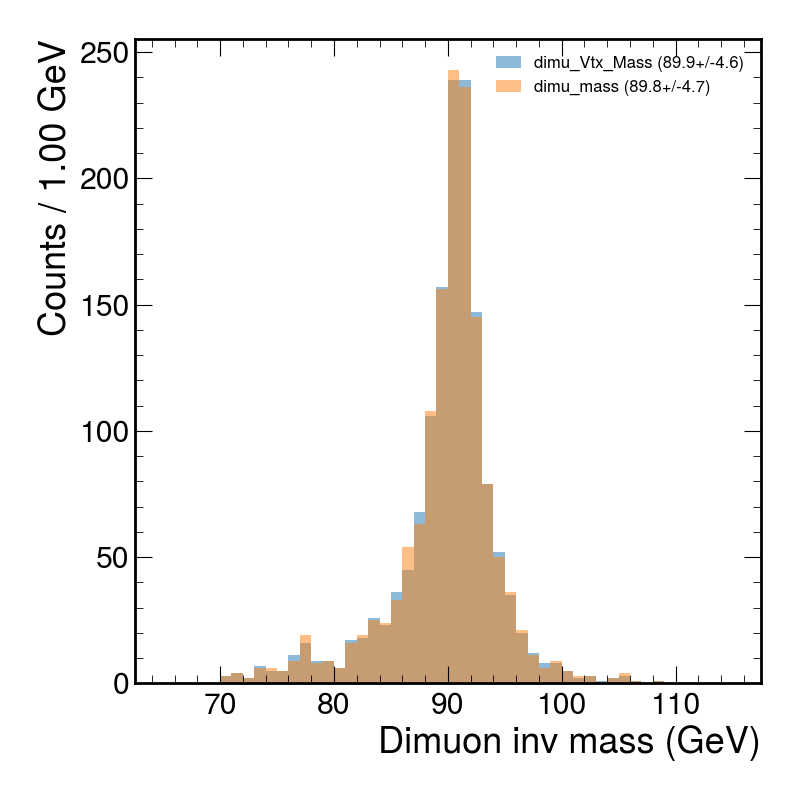 Counts / 1.00 GeV
250
200
150
100
50
0
dimu_Vtx_Mass (89.9+/-4.6)
dimu_mass (89.8+/-4.7)
70 80 90 100 110
Dimuon inv mass (GeV)